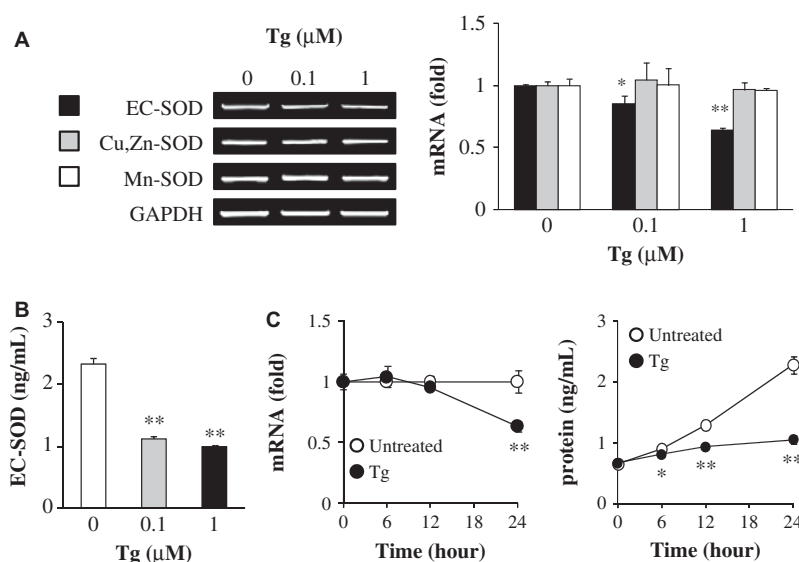 A
Tg (μM)
0 0.1 1
EC-SOD
Cu,Zn-SOD
Mn-SOD
GAPDH
mRNA (fold)
1.5
1
0.5
0
*
**
0 0.1 1
Tg (μM)
B
EC-SOD (ng/mL)
3
2
1
0
**
**
0 0.1 1
Tg (μM)
C
mRNA (fold)
1.5
1
0.5
0
Untreated
Tg
**
0 6 12 18 24
Time (hour)
protein (ng/mL)
3
2
1
0
Untreated
Tg
*
**
**
0 6 12 18 24
Time (hour)